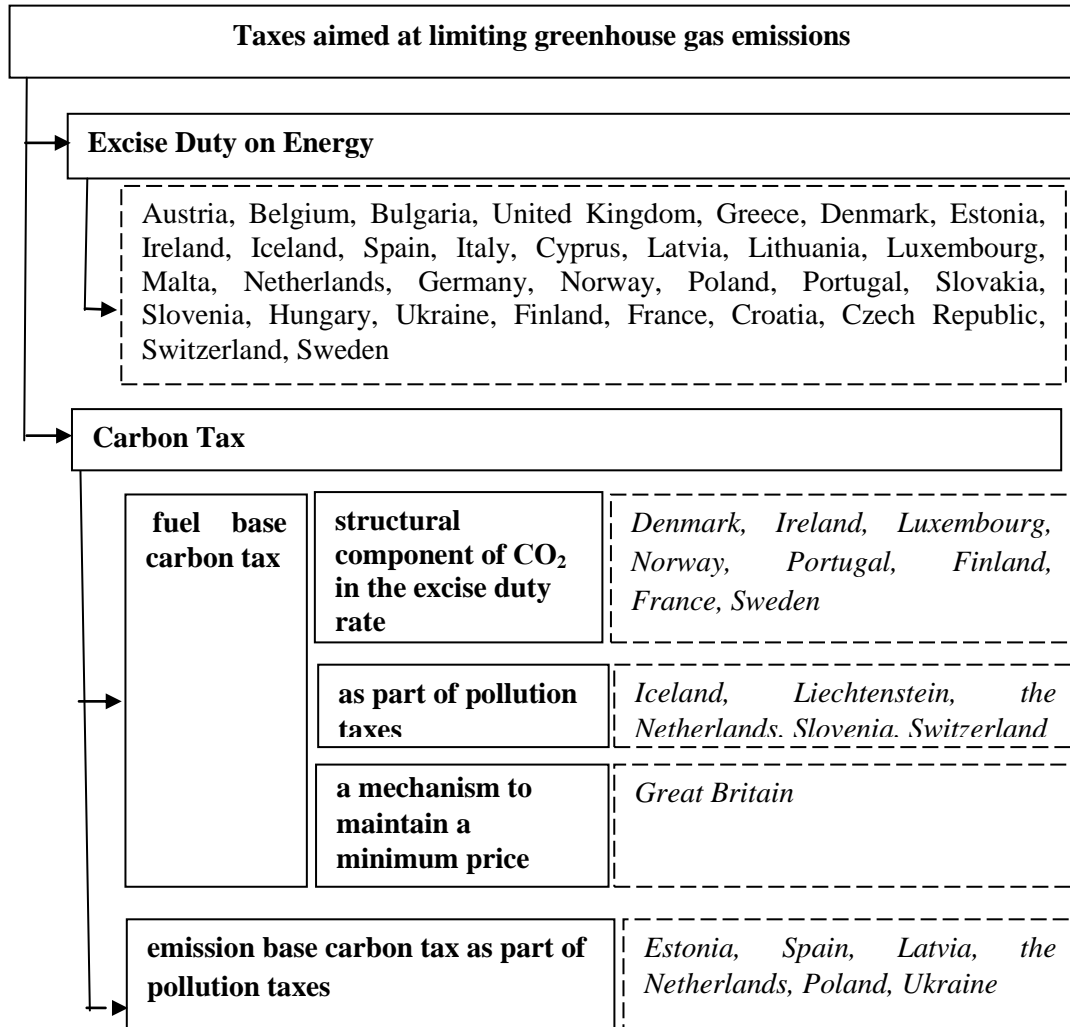 Taxes aimed at limiting greenhouse gas emissions
Excise Duty on Energy
Austria, Belgium, Bulgaria, United Kingdom, Greece, Denmark, Estonia,
Ireland, Iceland, Spain, Italy, Cyprus, Latvia, Lithuania, Luxembourg,
Malta, Netherlands, Germany, Norway, Poland, Portugal, Slovakia,
Slovenia, Hungary, Ukraine, Finland, France, Croatia, Czech Republic,
Switzerland, Sweden
Carbon Tax
fuel base
carbon tax
structural
component of CO₂
in the excise duty
rate
Denmark, Ireland, Luxembourg,
Norway, Portugal, Finland,
France, Sweden
as part of pollution
taxes
Iceland, Liechtenstein, the
Netherlands, Slovenia, Switzerland
a mechanism to
maintain a
minimum price
Great Britain
emission base carbon tax as part of
pollution taxes
Estonia, Spain, Latvia, the
Netherlands, Poland, Ukraine